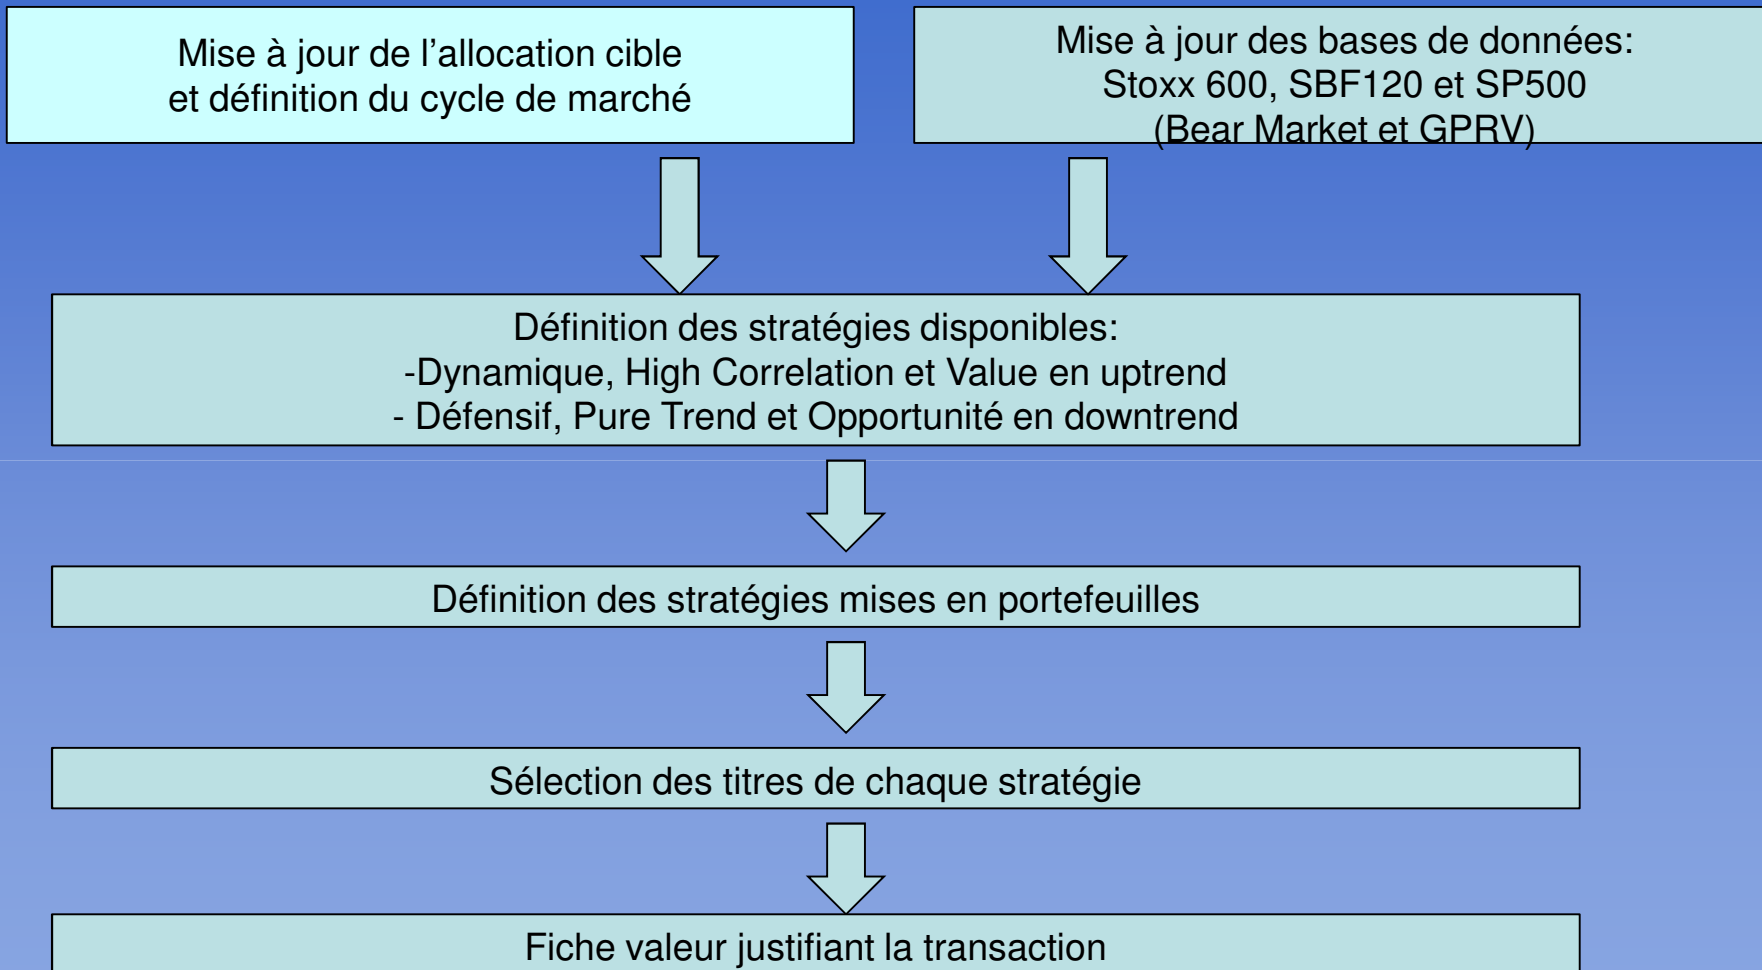 Mise à jour de l’allocation cible
et définition du cycle de marché
Mise à jour des bases de données:
Stoxx 600, SBF120 et SP500
(Bear Market et GPRV)
Définition des stratégies disponibles:
-Dynamique, High Correlation et Value en uptrend
- Défensif, Pure Trend et Opportunité en downtrend
Définition des stratégies mises en portefeuilles
Sélection des titres de chaque stratégie
Fiche valeur justifiant la transaction